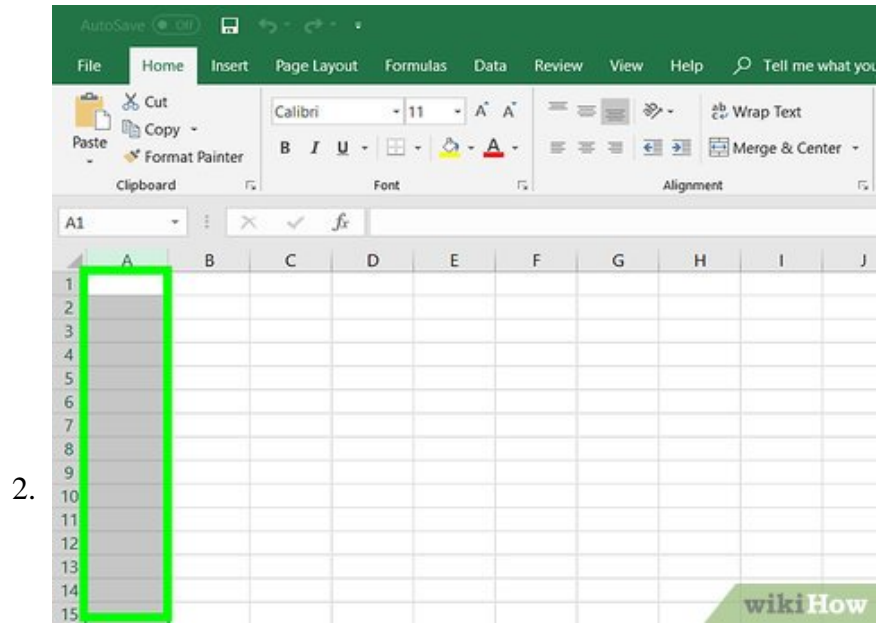 AutoSave Off
File Home Insert Page Layout Formulas Data Review View Help Tell me what you
Cut
Copy
Paste
Format Painter
Calibri 11 A A
B I U A
ab Wrap Text
Merge & Center
Clipboard Font Alignment
A1 fx
A B C D E F G H I J
1
2
3
4
5
6
7
8
9
2.
10
11
12
13
14
15
wikiHow